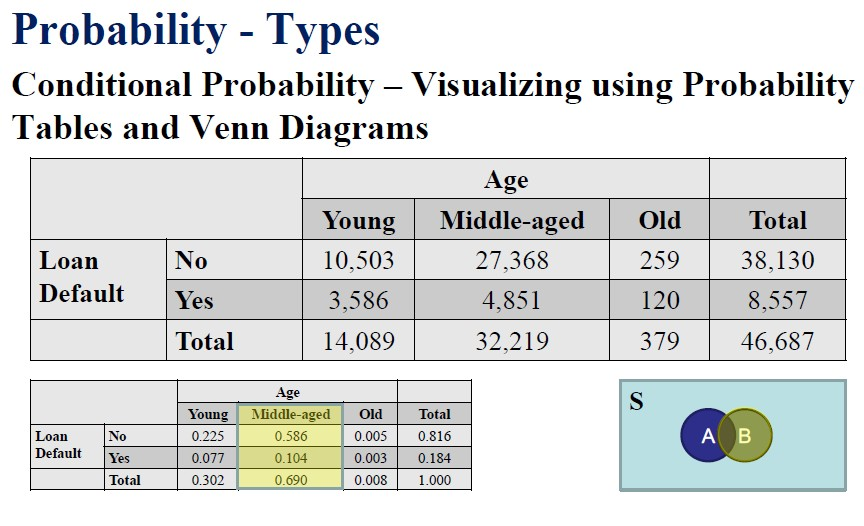 Probability - Types
Conditional Probability – Visualizing using Probability
Tables and Venn Diagrams
Age
Young Middle-aged Old Total
Loan Default No 10,503 27,368 259 38,130
Yes 3,586 4,851 120 8,557
Total 14,089 32,219 379 46,687
Age
Young Middle-aged Old Total
Loan Default No 0.225 0.586 0.005 0.816
Yes 0.077 0.104 0.003 0.184
Total 0.302 0.690 0.008 1.000
S
A B